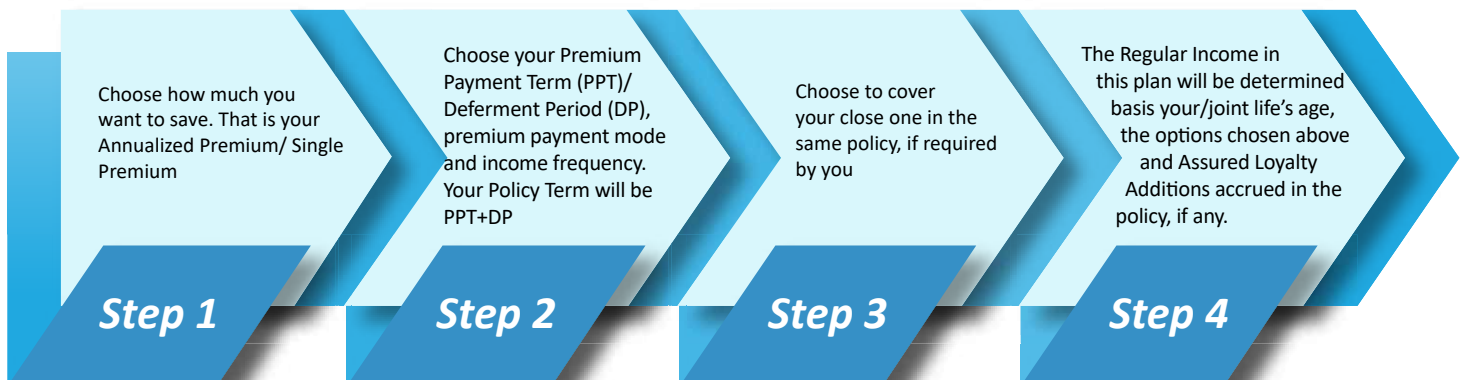 Choose how much you
want to save. That is your
Annualized Premium/ Single
Premium
Step 1
Choose your Premium
Payment Term (PPT)/
Deferment Period (DP),
premium payment mode
and income frequency.
Your Policy Term will be
PPT+DP
Step 2
Choose to cover
your close one in the
same policy, if required
by you
Step 3
The Regular Income in
this plan will be determined
basis your/joint life’s age,
the options chosen above
and Assured Loyalty
Additions accrued in the
policy, if any.
Step 4